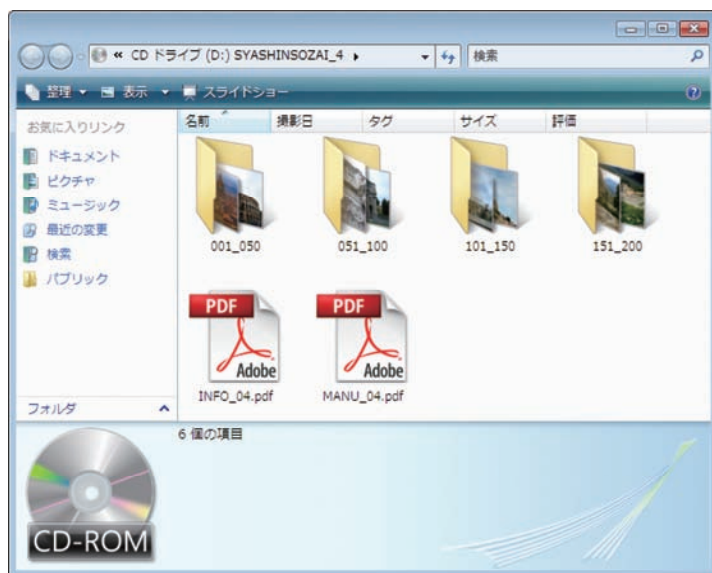 « CD ドライブ (D:) SYASHINSOZAI_4
検索
整理 表示 スライドショー
お気に入りリンク
ドキュメント
ピクチャ
ミュージック
最近の変更
検索
パブリック
フォルダ
名前 撮影日 タグ サイズ 評価
001_050 051_100 101_150 151_200
PDF PDF
Adobe Adobe
INFO_04.pdf MANU_04.pdf
6 個の項目
CD-ROM